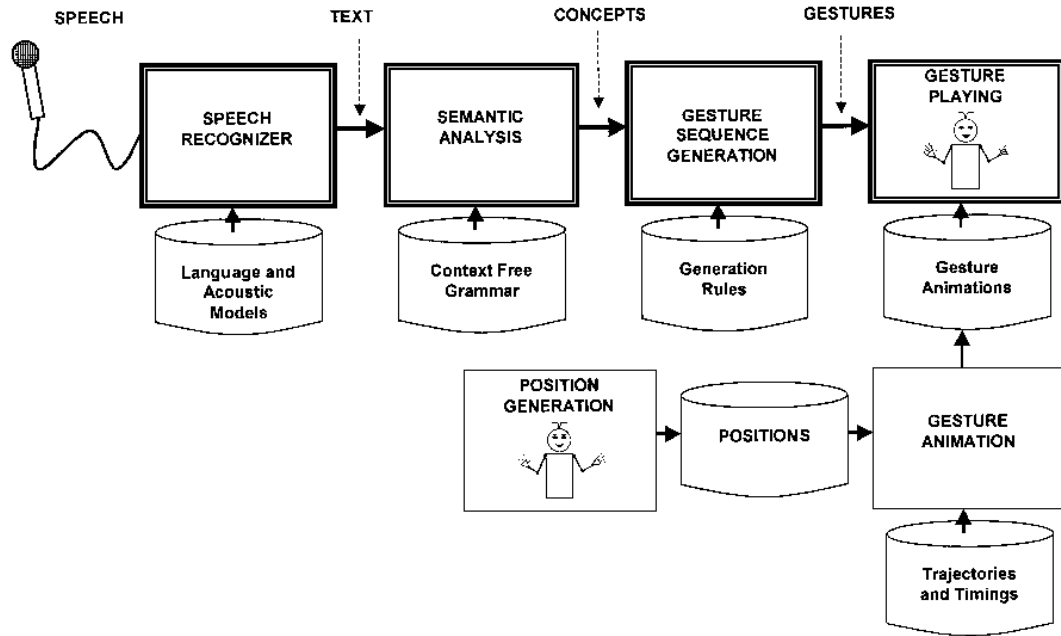 SPEECH
TEXT
CONCEPTS
GESTURES
SPEECH
RECOGNIZER
SEMANTIC
ANALYSIS
GESTURE
SEQUENCE
GENERATION
GESTURE
PLAYING
Language and
Acoustic
Models
Context Free
Grammar
Generation
Rules
Gesture
Animations
POSITION
GENERATION
POSITIONS
GESTURE
ANIMATION
Trajectories
and Timings